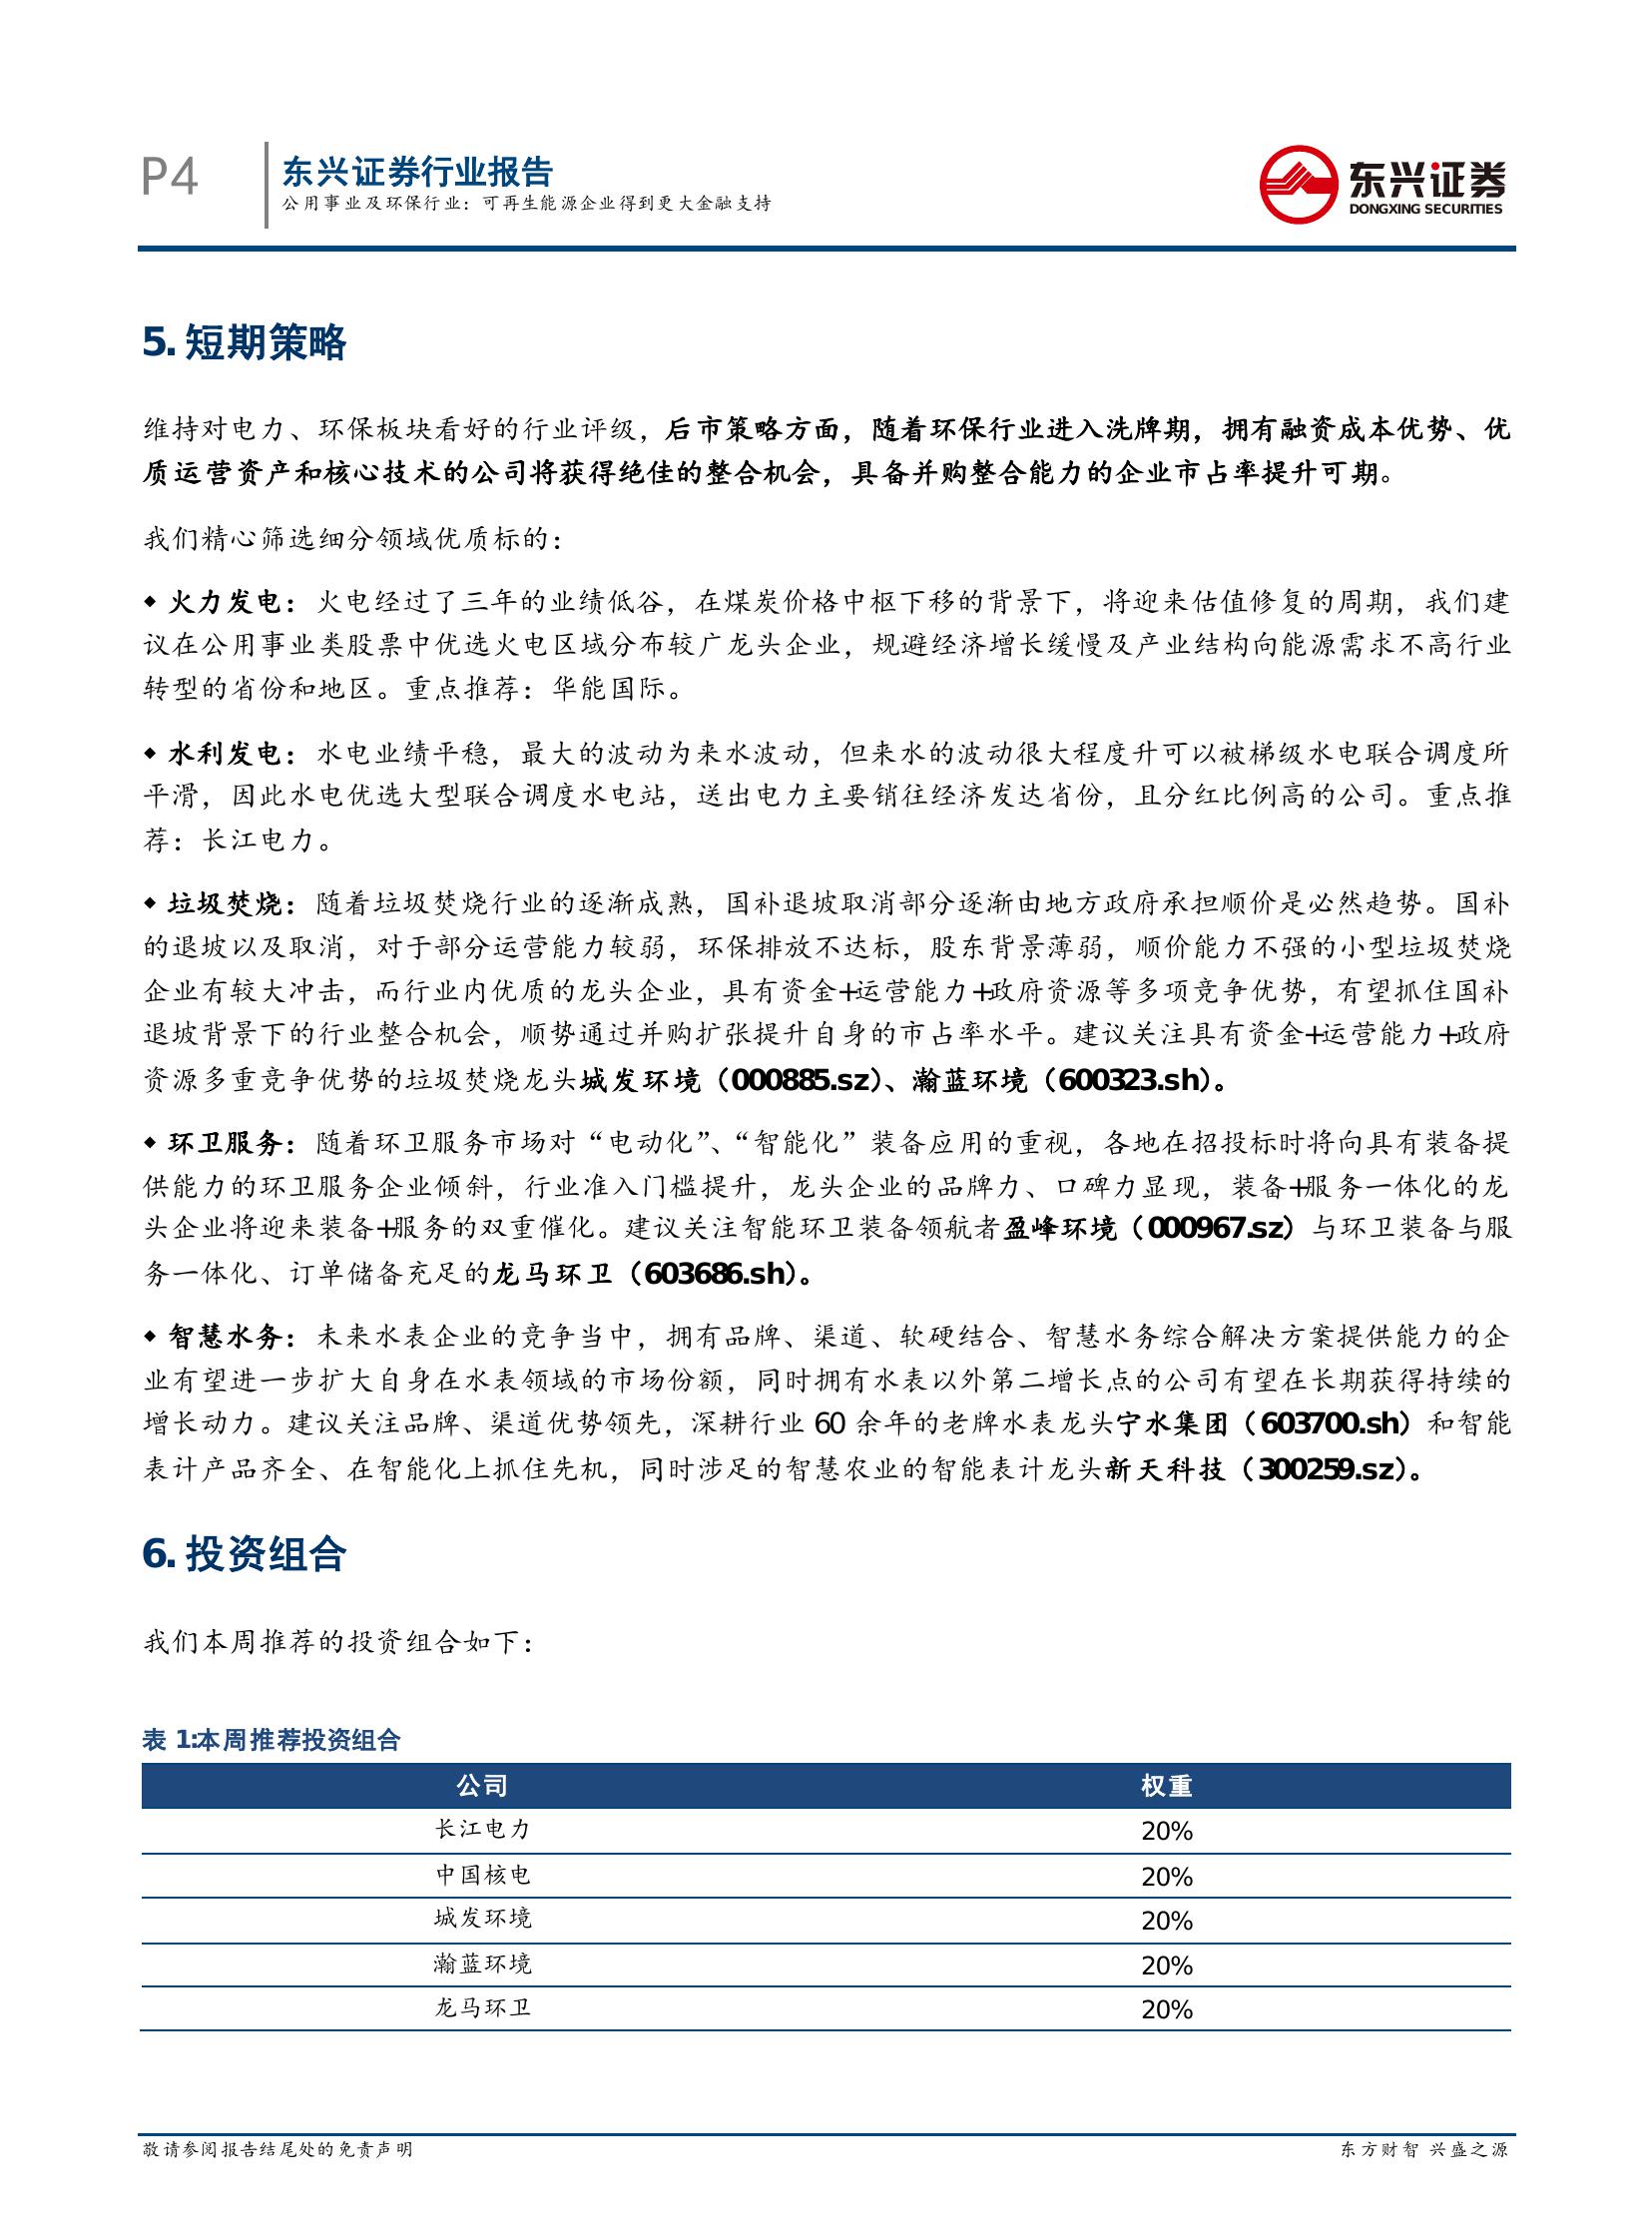 P4
东兴证券行业报告
公用事业及环保行业：可再生能源企业得到更大金融支持
东兴证券
DONGXING SECURITIES
5. 短期策略
维持对电力、环保板块看好的行业评级，后市策略方面，随着环保行业进入洗牌期，拥有融资成本优势、优
质运营资产和核心技术的公司将获得绝佳的整合机会，具备并购整合能力的企业市占率提升可期。
我们精心筛选细分领域优质标的：
◆ 火力发电：火电经过了三年的业绩低谷，在煤炭价格中枢下移的背景下，将迎来估值修复的周期，我们建
议在公用事业类股票中优选火电区域分布较广龙头企业，规避经济增长缓慢及产业结构向能源需求不高行业
转型的省份和地区。重点推荐：华能国际。
◆ 水利发电：水电业绩平稳，最大的波动为来水波动，但来水的波动很大程度升可以被梯级水电联合调度所
平滑，因此水电优选大型联合调度水电站，送出电力主要销往经济发达省份，且分红比例高的公司。重点推
荐：长江电力。
◆ 垃圾焚烧：随着垃圾焚烧行业的逐渐成熟，国补退坡取消部分逐渐由地方政府承担顺价是必然趋势。国补
的退坡以及取消，对于部分运营能力较弱，环保排放不达标，股东背景薄弱，顺价能力不强的小型垃圾焚烧
企业有较大冲击，而行业内优质的龙头企业，具有资金+运营能力+政府资源等多项竞争优势，有望抓住国补
退坡背景下的行业整合机会，顺势通过并购扩张提升自身的市占率水平。建议关注具有资金+运营能力+政府
资源多重竞争优势的垃圾焚烧龙头城发环境（000885.sz）、瀚蓝环境（600323.sh）。
◆ 环卫服务：随着环卫服务市场对“电动化”、“智能化”装备应用的重视，各地在招投标时将向具有装备提
供能力的环卫服务企业倾斜，行业准入门槛提升，龙头企业的品牌力、口碑力显现，装备+服务一体化的龙
头企业将迎来装备+服务的双重催化。建议关注智能环卫装备领航者盈峰环境（000967.sz）与环卫装备与服
务一体化、订单储备充足的龙马环卫（603686.sh）。
◆ 智慧水务：未来水表企业的竞争当中，拥有品牌、渠道、软硬结合、智慧水务综合解决方案提供能力的企
业有望进一步扩大自身在水表领域的市场份额，同时拥有水表以外第二增长点的公司有望在长期获得持续的
增长动力。建议关注品牌、渠道优势领先，深耕行业 60 余年的老牌水表龙头宁水集团（603700.sh）和智能
表计产品齐全、在智能化上抓住先机，同时涉足的智慧农业的智能表计龙头新天科技（300259.sz）。
6. 投资组合
我们本周推荐的投资组合如下：
表 1:本周推荐投资组合
公司 权重
长江电力 20%
中国核电 20%
城发环境 20%
瀚蓝环境 20%
龙马环卫 20%
敬请参阅报告结尾处的免责声明
东方财智 兴盛之源